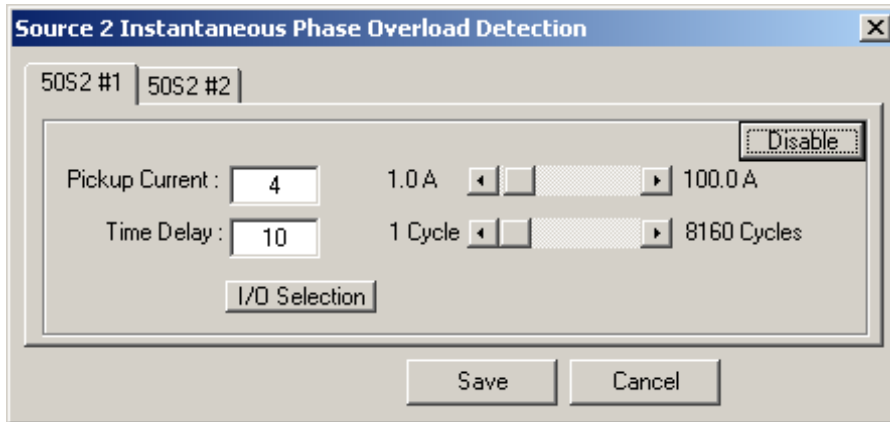 Source 2 Instantaneous Phase Overload Detection
50S2 #1 50S2 #2
Disable
Pickup Current : 4 1.0 A 100.0 A
Time Delay : 10 1 Cycle 8160 Cycles
I/O Selection
Save Cancel